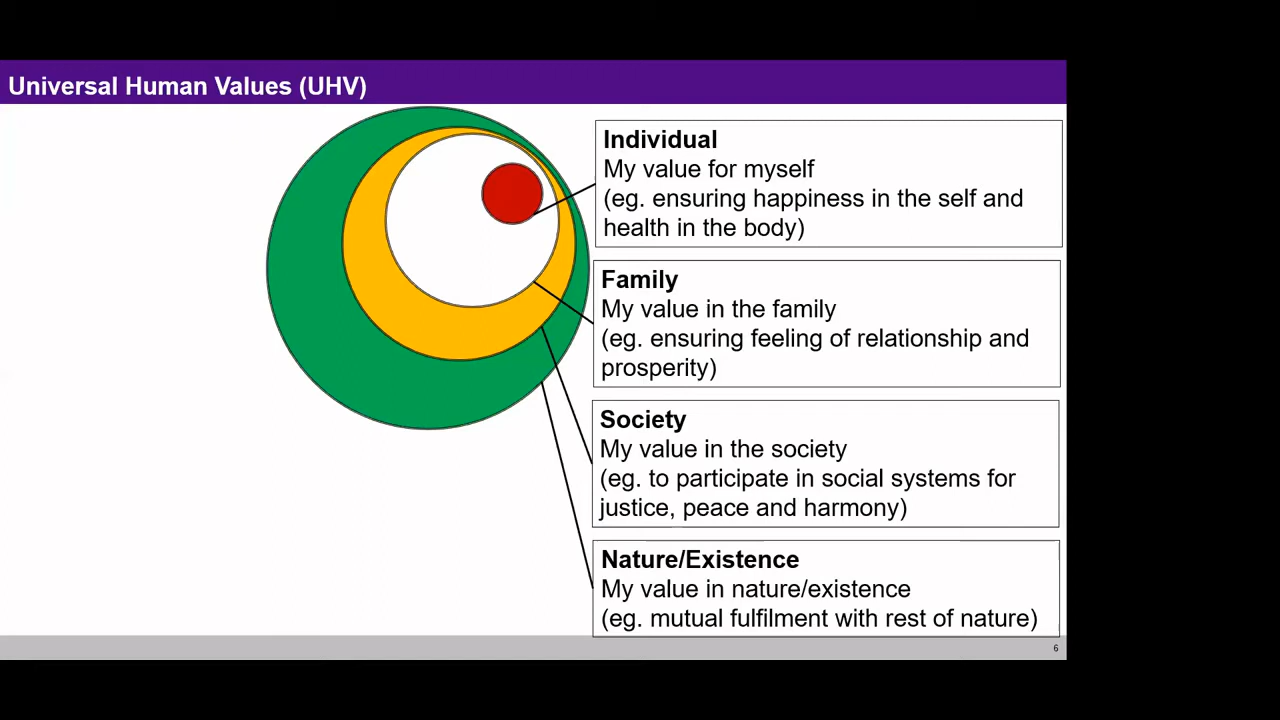 Universal Human Values (UHV)
Individual
My value for myself
(eg. ensuring happiness in the self and
health in the body)
Family
My value in the family
(eg. ensuring feeling of relationship and
prosperity)
Society
My value in the society
(eg. to participate in social systems for
justice, peace and harmony)
Nature/Existence
My value in nature/existence
(eg. mutual fulfilment with rest of nature)
6